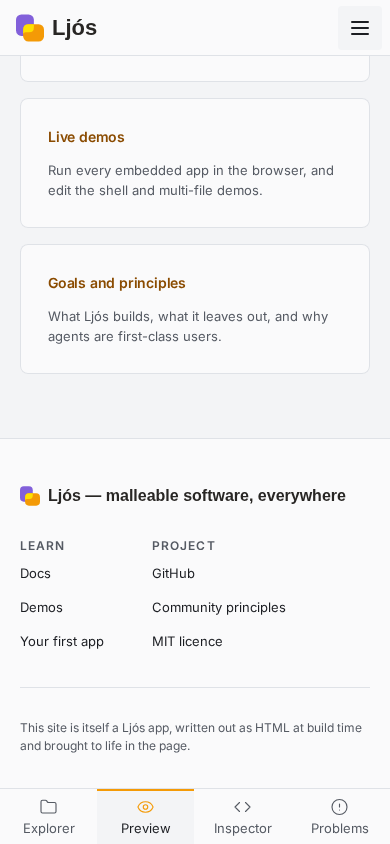 Ljós
Live demos
Run every embedded app in the browser, and
edit the shell and multi-file demos.
Goals and principles
What Ljós builds, what it leaves out, and why
agents are first-class users.
Ljós — malleable software, everywhere
LEARN
Docs
Demos
Your first app
PROJECT
GitHub
Community principles
MIT licence
This site is itself a Ljós app, written out as HTML at build time
and brought to life in the page.
Explorer
Preview
Inspector
Problems